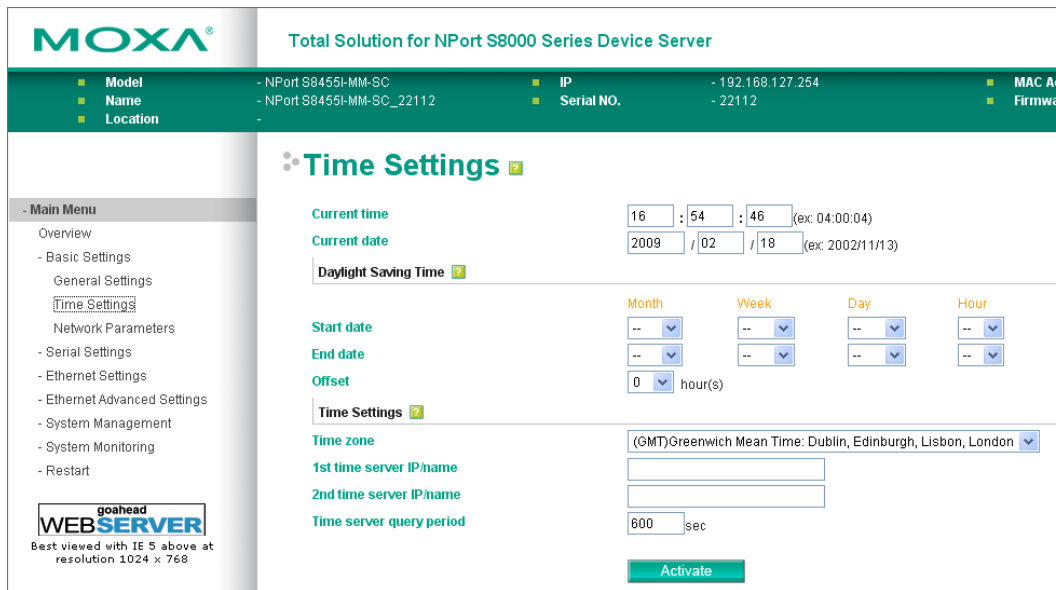 MOXA®
Total Solution for NPort S8000 Series Device Server
Model - NPort S8455I-MM-SC IP - 192.168.127.254 MAC A
Name - NPort S8455I-MM-SC_22112 Serial NO. - 22112 Firmwa
Location -
- Main Menu
Overview
- Basic Settings
General Settings
Time Settings
Network Parameters
- Serial Settings
- Ethernet Settings
- Ethernet Advanced Settings
- System Management
- System Monitoring
- Restart
goahead
WEBSERVER
Best viewed with IE 5 above at
resolution 1024 x 768
Time Settings ?
Current time 16 : 54 : 46 (ex: 04:00:04)
Current date 2009 / 02 / 18 (ex: 2002/11/13)
Daylight Saving Time ?
Month Week Day Hour
Start date -- -- -- --
End date -- -- -- --
Offset 0 hour(s)
Time Settings ?
Time zone (GMT)Greenwich Mean Time: Dublin, Edinburgh, Lisbon, London
1st time server IP/name
2nd time server IP/name
Time server query period 600 sec
Activate